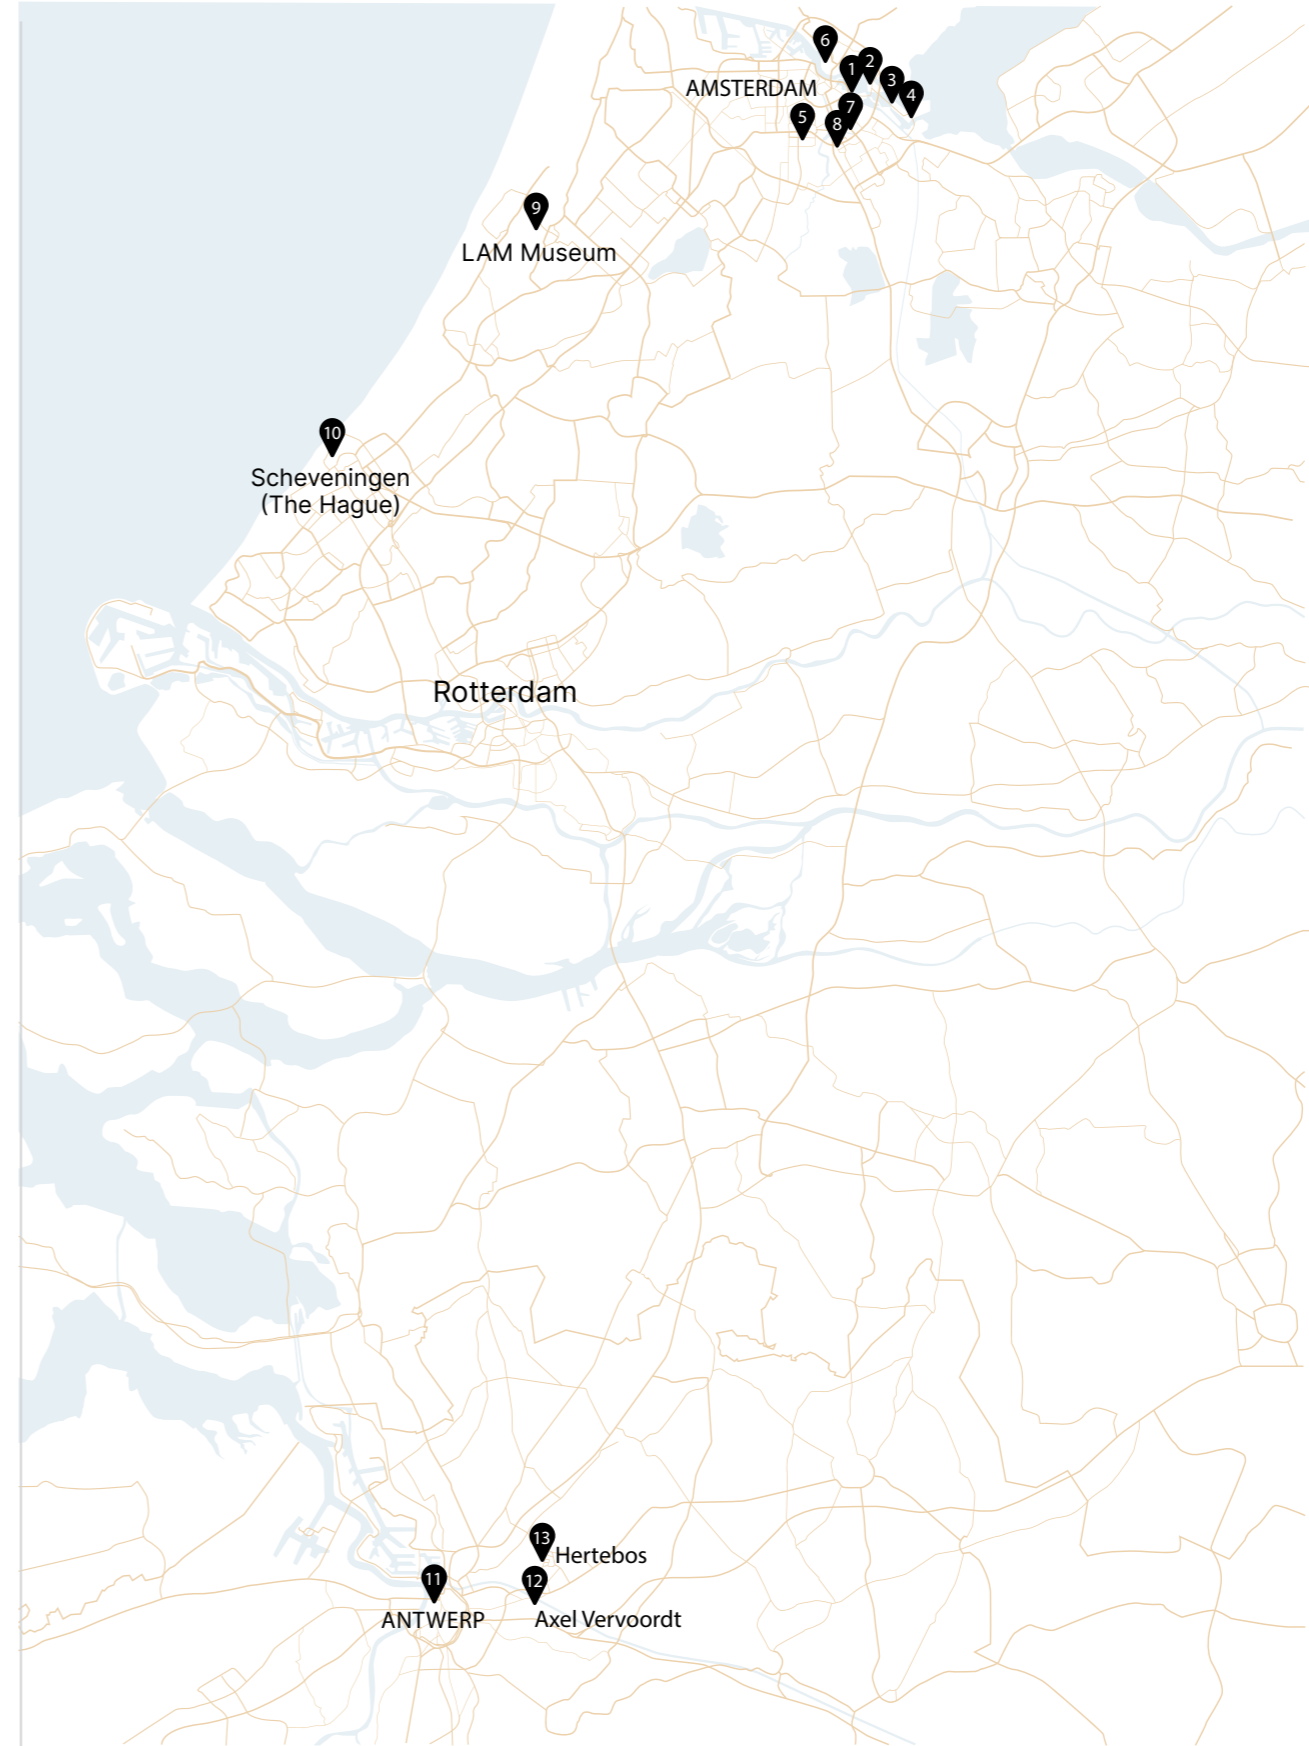 6
1
2
3
4
AMSTERDAM
5
7
8
9
LAM Museum
10
Scheveningen
(The Hague)
Rotterdam
13
Hertebos
11
12
ANTWERP
Axel Vervoordt